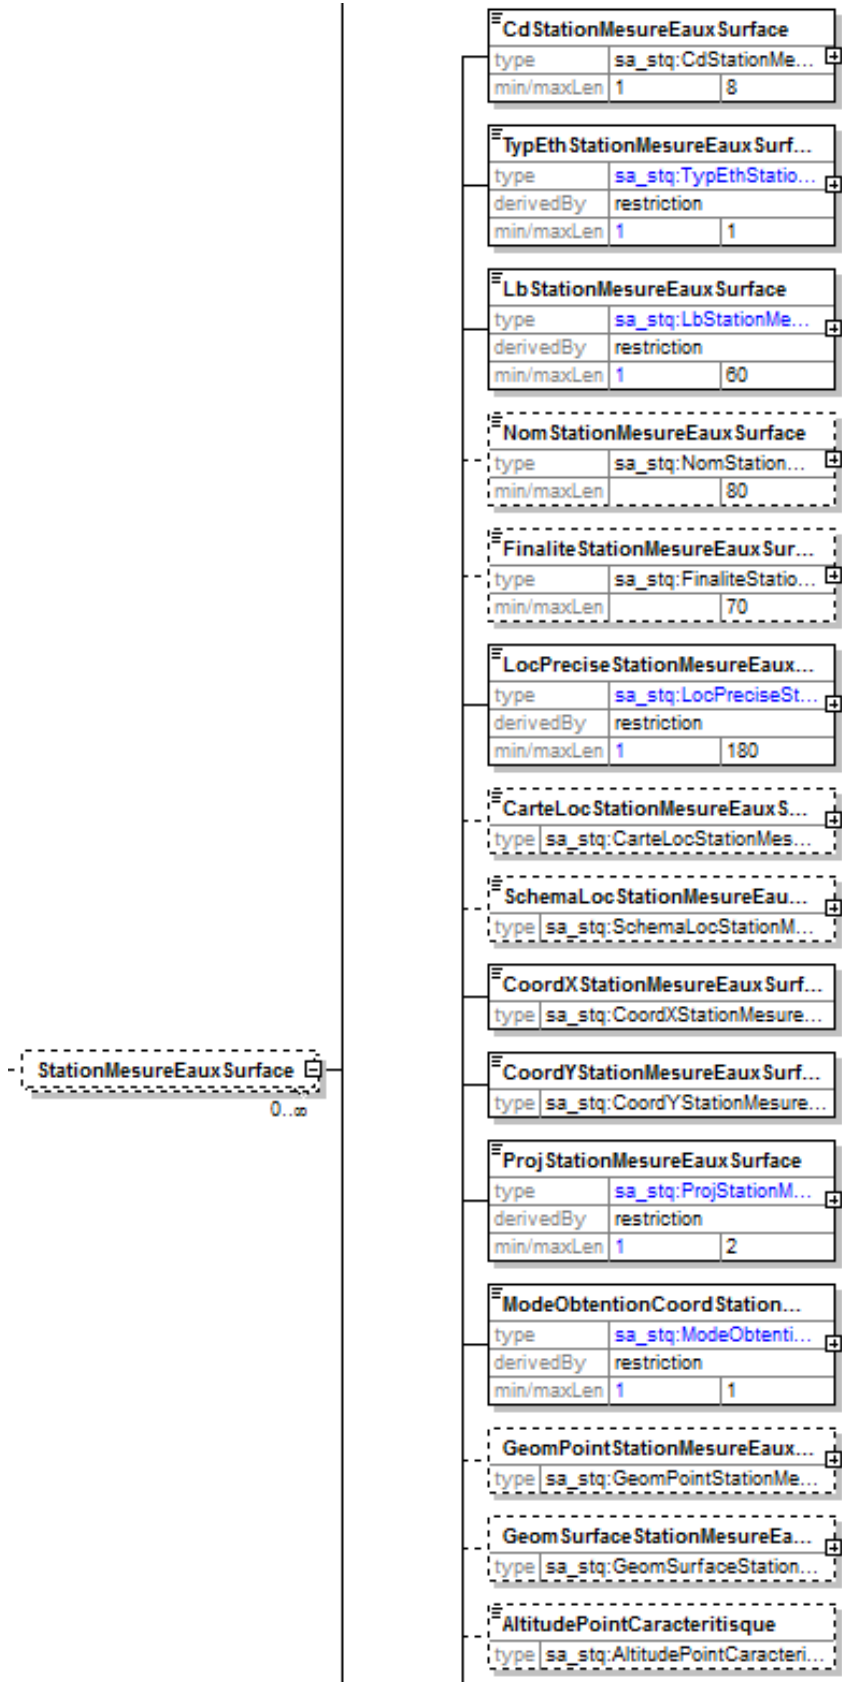 CdStationMesureEauxSurface
type sa_stq:CdStationMe...
min/maxLen 1 8
TypEthStationMesureEauxSurf...
type sa_stq:TypEthStatio...
derivedBy restriction
min/maxLen 1 1
LbStationMesureEauxSurface
type sa_stq:LbStationMe...
derivedBy restriction
min/maxLen 1 60
NomStationMesureEauxSurface
type sa_stq:NomStation...
min/maxLen 80
FinaliteStationMesureEauxSur...
type sa_stq:FinaliteStatio...
min/maxLen 70
LocPreciseStationMesureEaux...
type sa_stq:LocPreciseSt...
derivedBy restriction
min/maxLen 1 180
CarteLocStationMesureEauxS...
type sa_stq:CarteLocStationMes...
SchemaLocStationMesureEau...
type sa_stq:SchemaLocStationM...
CoordXStationMesureEauxSurf...
type sa_stq:CoordXStationMesure...
StationMesureEauxSurface
0..∞
CoordYStationMesureEauxSurf...
type sa_stq:CoordYStationMesure...
ProjStationMesureEauxSurface
type sa_stq:ProjStationM...
derivedBy restriction
min/maxLen 1 2
ModeObtentionCoordStation...
type sa_stq:ModeObtenti...
derivedBy restriction
min/maxLen 1 1
GeomPointStationMesureEaux...
type sa_stq:GeomPointStationMe...
GeomSurfaceStationMesureEa...
type sa_stq:GeomSurfaceStation...
AltitudePointCaracteritisque
type sa_stq:AltitudePointCaracteri...